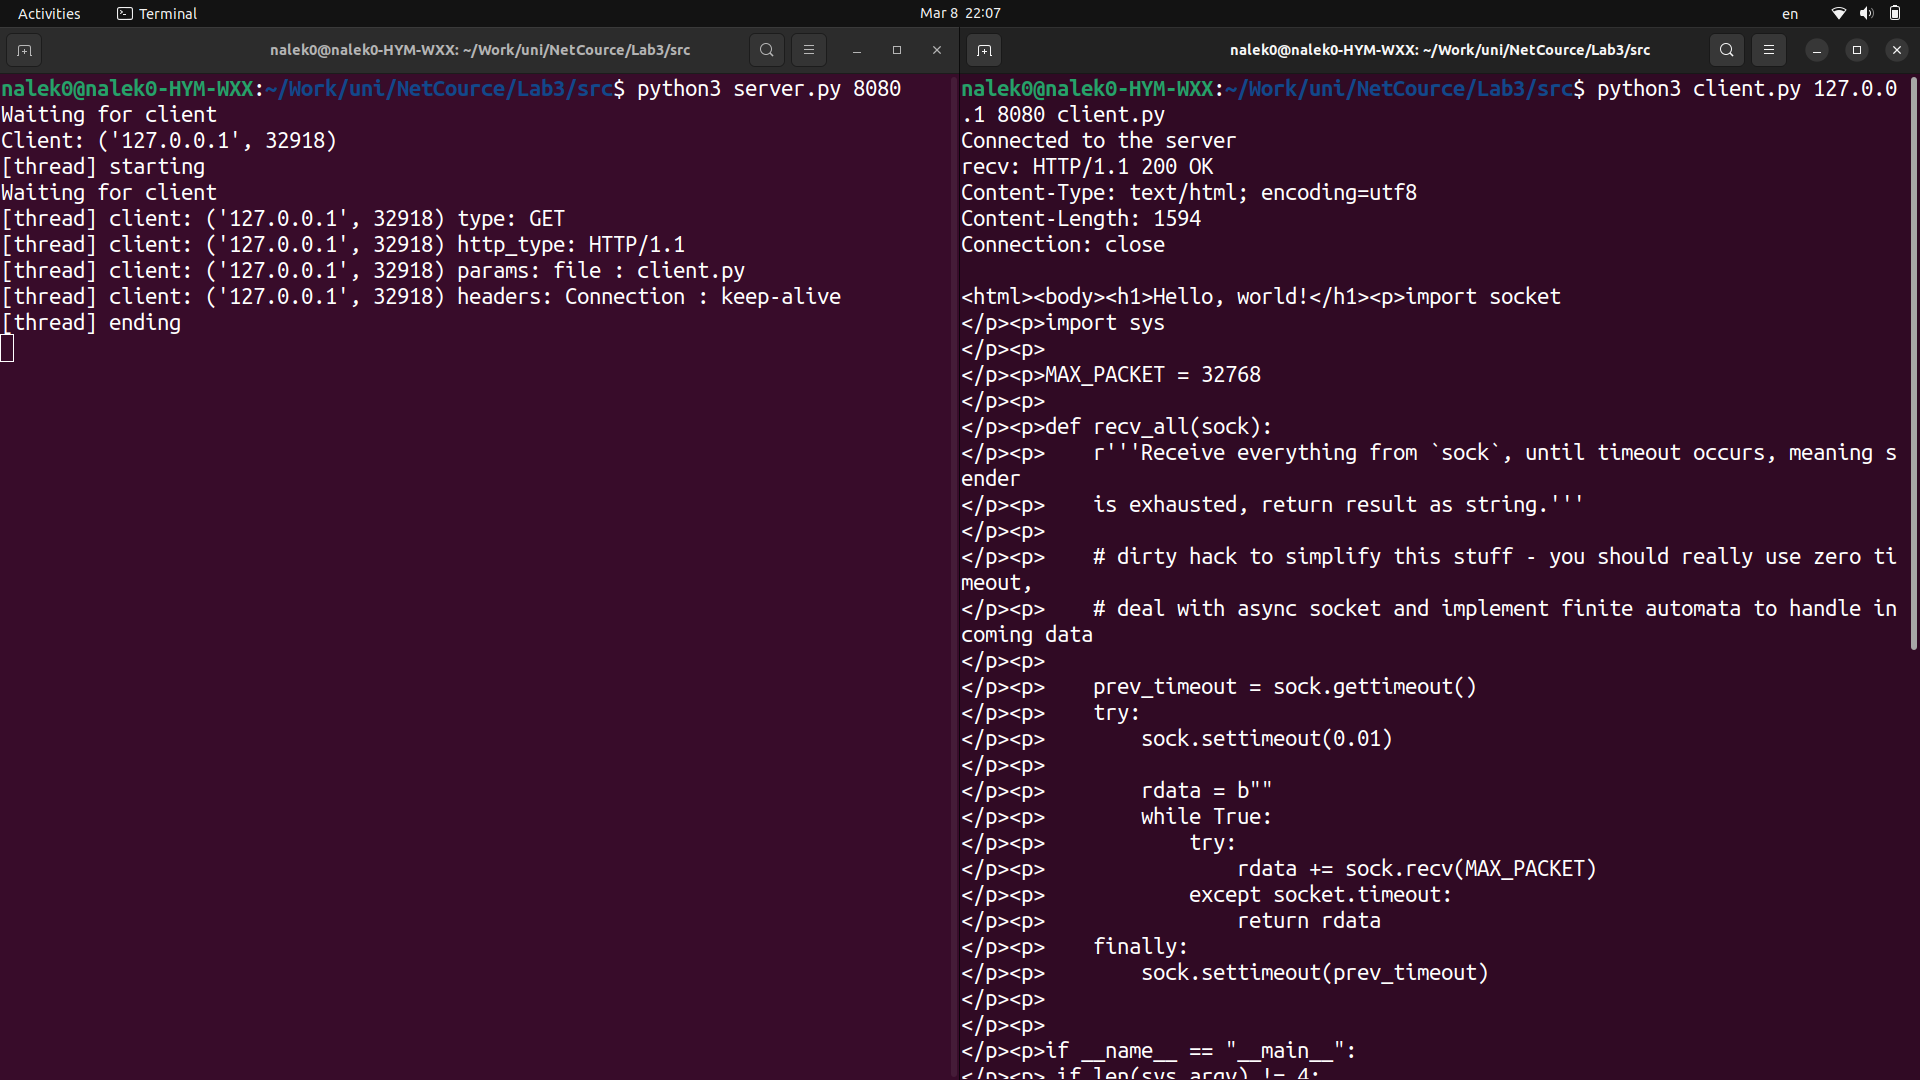 Activities
Terminal
Mar 8 22:07
en
nalek0@nalek0-HYM-WXX: ~/Work/uni/NetCource/Lab3/src
nalek0@nalek0-HYM-WXX:~/Work/uni/NetCource/Lab3/src$ python3 server.py 8080
Waiting for client
Client: ('127.0.0.1', 32918)
[thread] starting
Waiting for client
[thread] client: ('127.0.0.1', 32918) type: GET
[thread] client: ('127.0.0.1', 32918) http_type: HTTP/1.1
[thread] client: ('127.0.0.1', 32918) params: file : client.py
[thread] client: ('127.0.0.1', 32918) headers: Connection : keep-alive
[thread] ending
nalek0@nalek0-HYM-WXX: ~/Work/uni/NetCource/Lab3/src
nalek0@nalek0-HYM-WXX:~/Work/uni/NetCource/Lab3/src$ python3 client.py 127.0.0
.1 8080 client.py
Connected to the server
recv: HTTP/1.1 200 OK
Content-Type: text/html; encoding=utf8
Content-Length: 1594
Connection: close

<html><body><h1>Hello, world!</h1><p>import socket
</p><p>import sys
</p><p>
</p><p>MAX_PACKET = 32768
</p><p>
</p><p>def recv_all(sock):
</p><p>    r'''Receive everything from `sock`, until timeout occurs, meaning s
ender
</p><p>    is exhausted, return result as string.'''
</p><p>
</p><p>    # dirty hack to simplify this stuff - you should really use zero ti
meout,
</p><p>    # deal with async socket and implement finite automata to handle in
coming data
</p><p>
</p><p>    prev_timeout = sock.gettimeout()
</p><p>    try:
</p><p>        sock.settimeout(0.01)
</p><p>
</p><p>        rdata = b""
</p><p>        while True:
</p><p>            try:
</p><p>                rdata += sock.recv(MAX_PACKET)
</p><p>            except socket.timeout:
</p><p>                return rdata
</p><p>    finally:
</p><p>        sock.settimeout(prev_timeout)
</p><p>
</p><p>
</p><p>if __name__ == "__main__":
</p><p> if len(sys.argv) != 4: